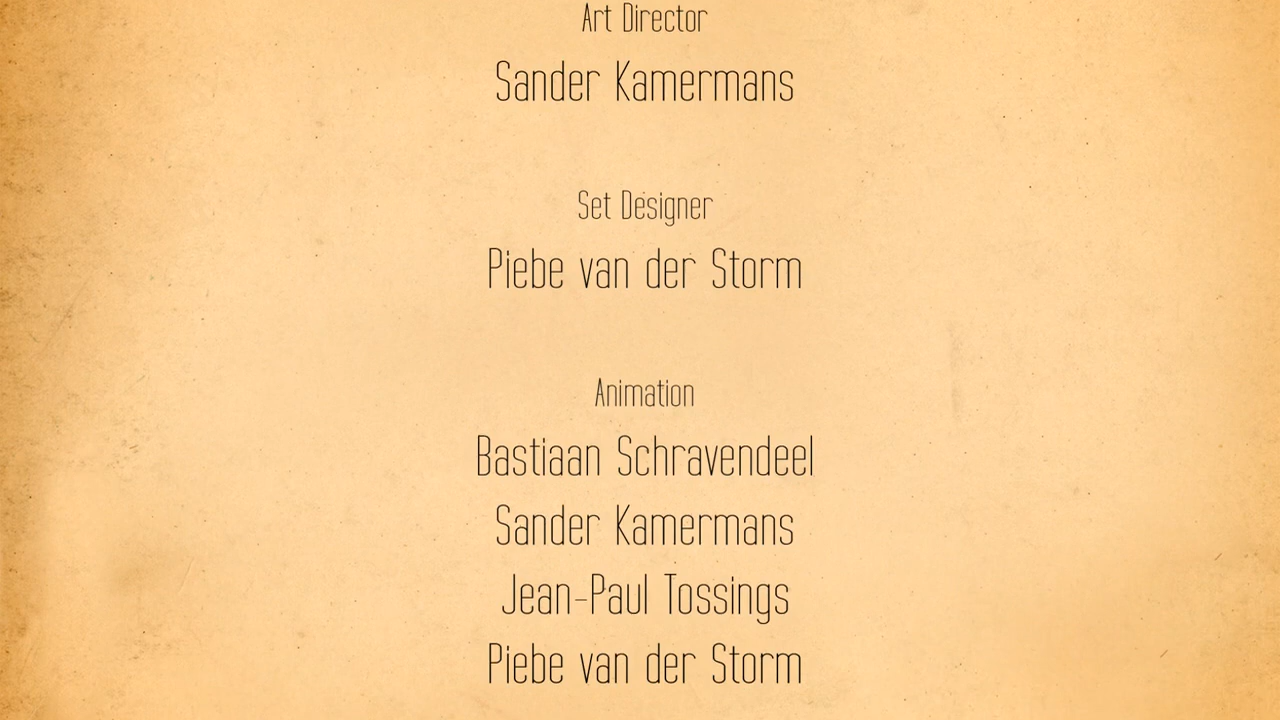 Art Director
Sander Kamermans
Set Designer
Piebe van der Storm
Animation
Bastiaan Schravendeel
Sander Kamermans
Jean-Paul Tossings
Piebe van der Storm